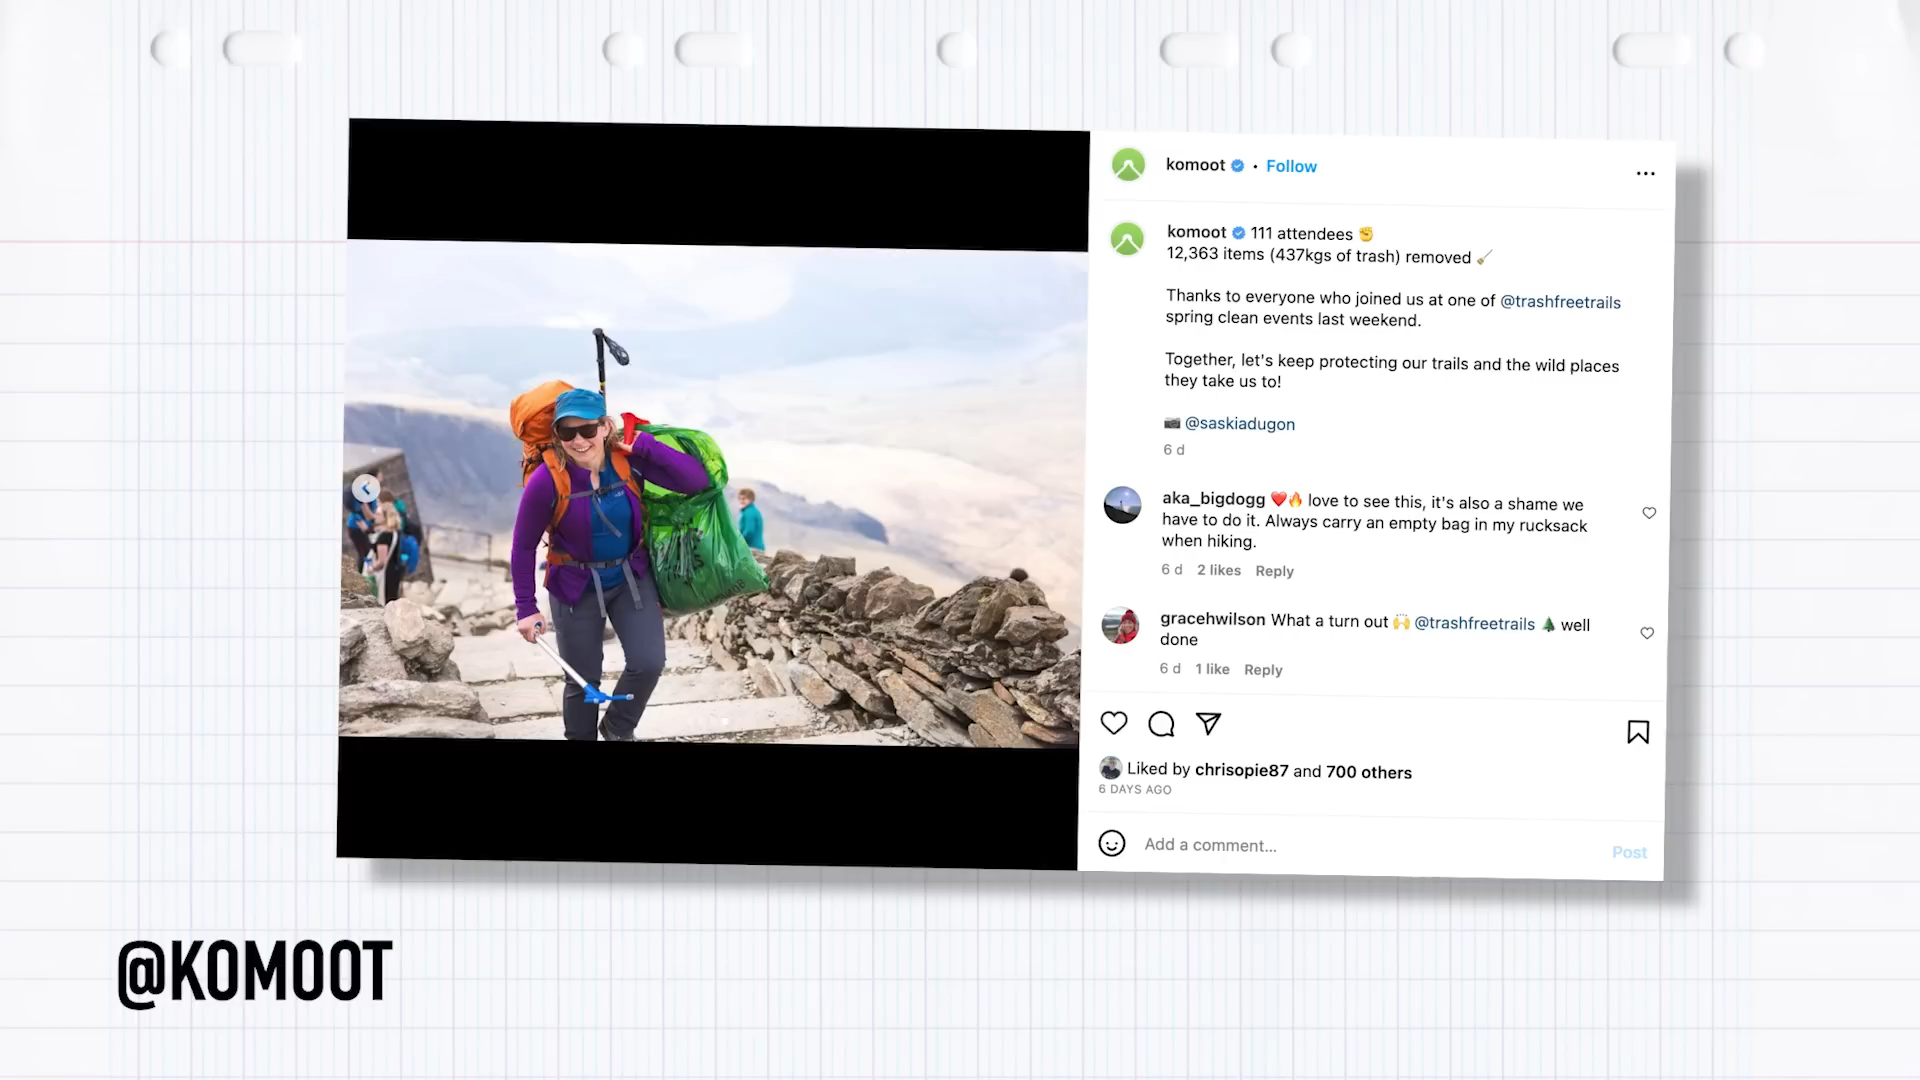 komoot • Follow
komoot 111 attendees ✊
12,363 items (437kgs of trash) removed 🧹
Thanks to everyone who joined us at one of @trashfreetrails
spring clean events last weekend.
Together, let's keep protecting our trails and the wild places
they take us to!
📷 @saskiadugon
6 d
aka_bigdogg ❤️🔥 love to see this, it's also a shame we
have to do it. Always carry an empty bag in my rucksack
when hiking.
6 d 2 likes Reply
gracehwilson What a turn out 🙌 @trashfreetrails 🌲 well
done
6 d 1 like Reply
Liked by chrisopie87 and 700 others
6 DAYS AGO
Add a comment...
Post
@KOMOOT